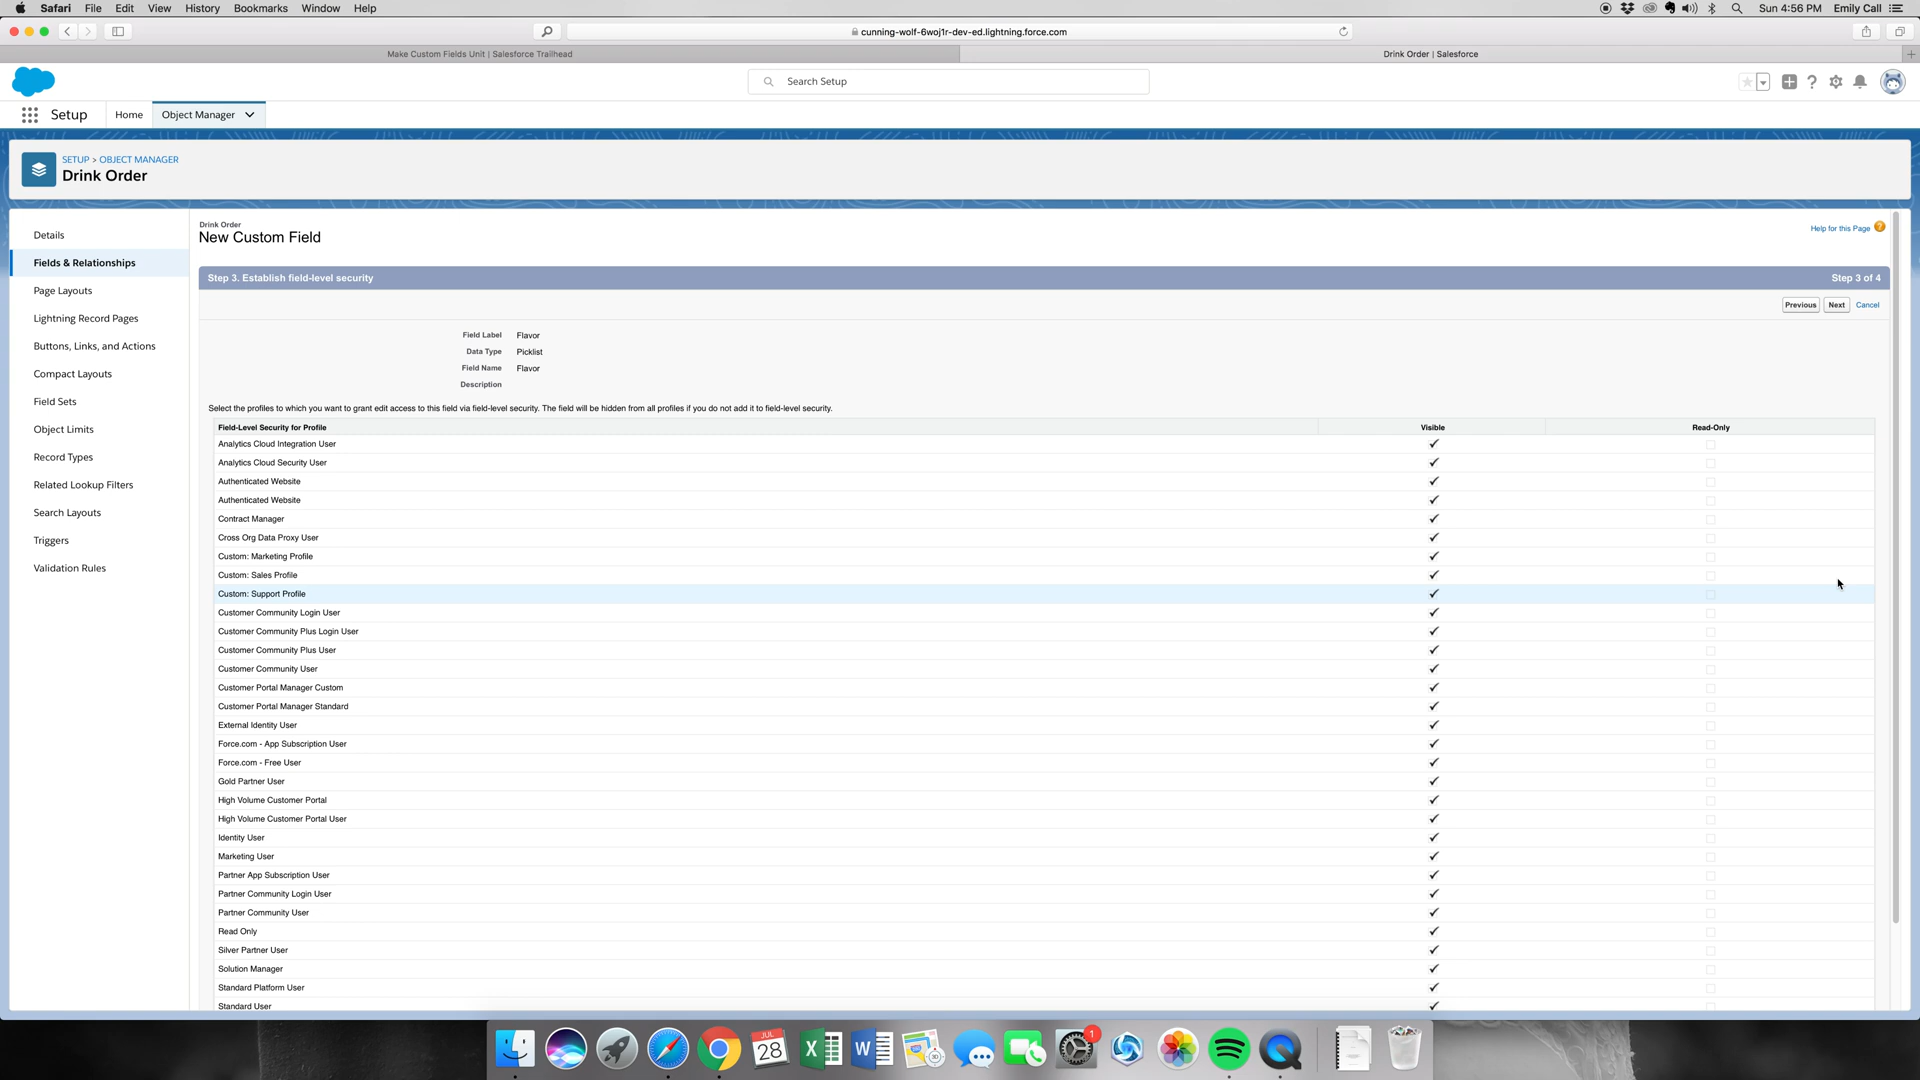 Safari File Edit View History Bookmarks Window Help Sun 4:56 PM Emily Call
cunning-wolf-6woj1r-dev-ed.lightning.force.com
Make Custom Fields Unit | Salesforce Trailhead Drink Order | Salesforce
Search Setup
Setup Home Object Manager
SETUP > OBJECT MANAGER
Drink Order
Details
Fields & Relationships
Page Layouts
Lightning Record Pages
Buttons, Links, and Actions
Compact Layouts
Field Sets
Object Limits
Record Types
Related Lookup Filters
Search Layouts
Triggers
Validation Rules
Drink Order
New Custom Field
Help for this Page ?
Step 3. Establish field-level security Step 3 of 4
Previous Next Cancel
Field Label Flavor
Data Type Picklist
Field Name Flavor
Description
Select the profiles to which you want to grant edit access to this field via field-level security. The field will be hidden from all profiles if you do not add it to field-level security.
Field-Level Security for Profile Visible Read-Only
Analytics Cloud Integration User
Analytics Cloud Security User
Authenticated Website
Authenticated Website
Contract Manager
Cross Org Data Proxy User
Custom: Marketing Profile
Custom: Sales Profile
Custom: Support Profile
Customer Community Login User
Customer Community Plus Login User
Customer Community Plus User
Customer Community User
Customer Portal Manager Custom
Customer Portal Manager Standard
External Identity User
Force.com - App Subscription User
Force.com - Free User
Gold Partner User
High Volume Customer Portal
High Volume Customer Portal User
Identity User
Marketing User
Partner App Subscription User
Partner Community Login User
Partner Community User
Read Only
Silver Partner User
Solution Manager
Standard Platform User
Standard User
JUL
28
1